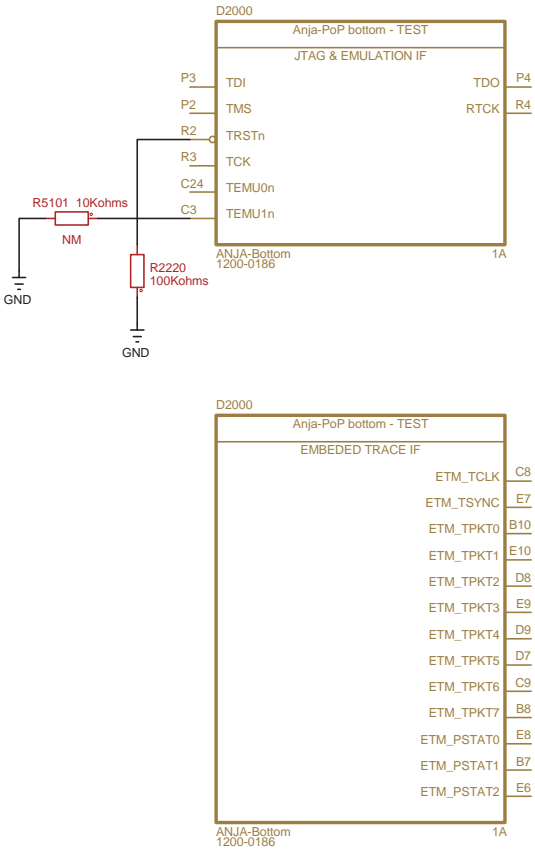 D2000
Anja-PoP bottom - TEST
JTAG & EMULATION IF
P3 TDI TDO P4
P2 TMS RTCK R4
R2 TRSTn
R3 TCK
C24 TEMU0n
R5101 10Kohms C3 TEMU1n
NM
ANJA-Bottom 1A
1200-0186
R2220
100Kohms
GND
GND
D2000
Anja-PoP bottom - TEST
EMBEDED TRACE IF
ETM_TCLK C8
ETM_TSYNC E7
ETM_TPKT0 B10
ETM_TPKT1 E10
ETM_TPKT2 D8
ETM_TPKT3 E9
ETM_TPKT4 D9
ETM_TPKT5 D7
ETM_TPKT6 C9
ETM_TPKT7 B8
ETM_PSTAT0 E8
ETM_PSTAT1 B7
ETM_PSTAT2 E6
ANJA-Bottom 1A
1200-0186